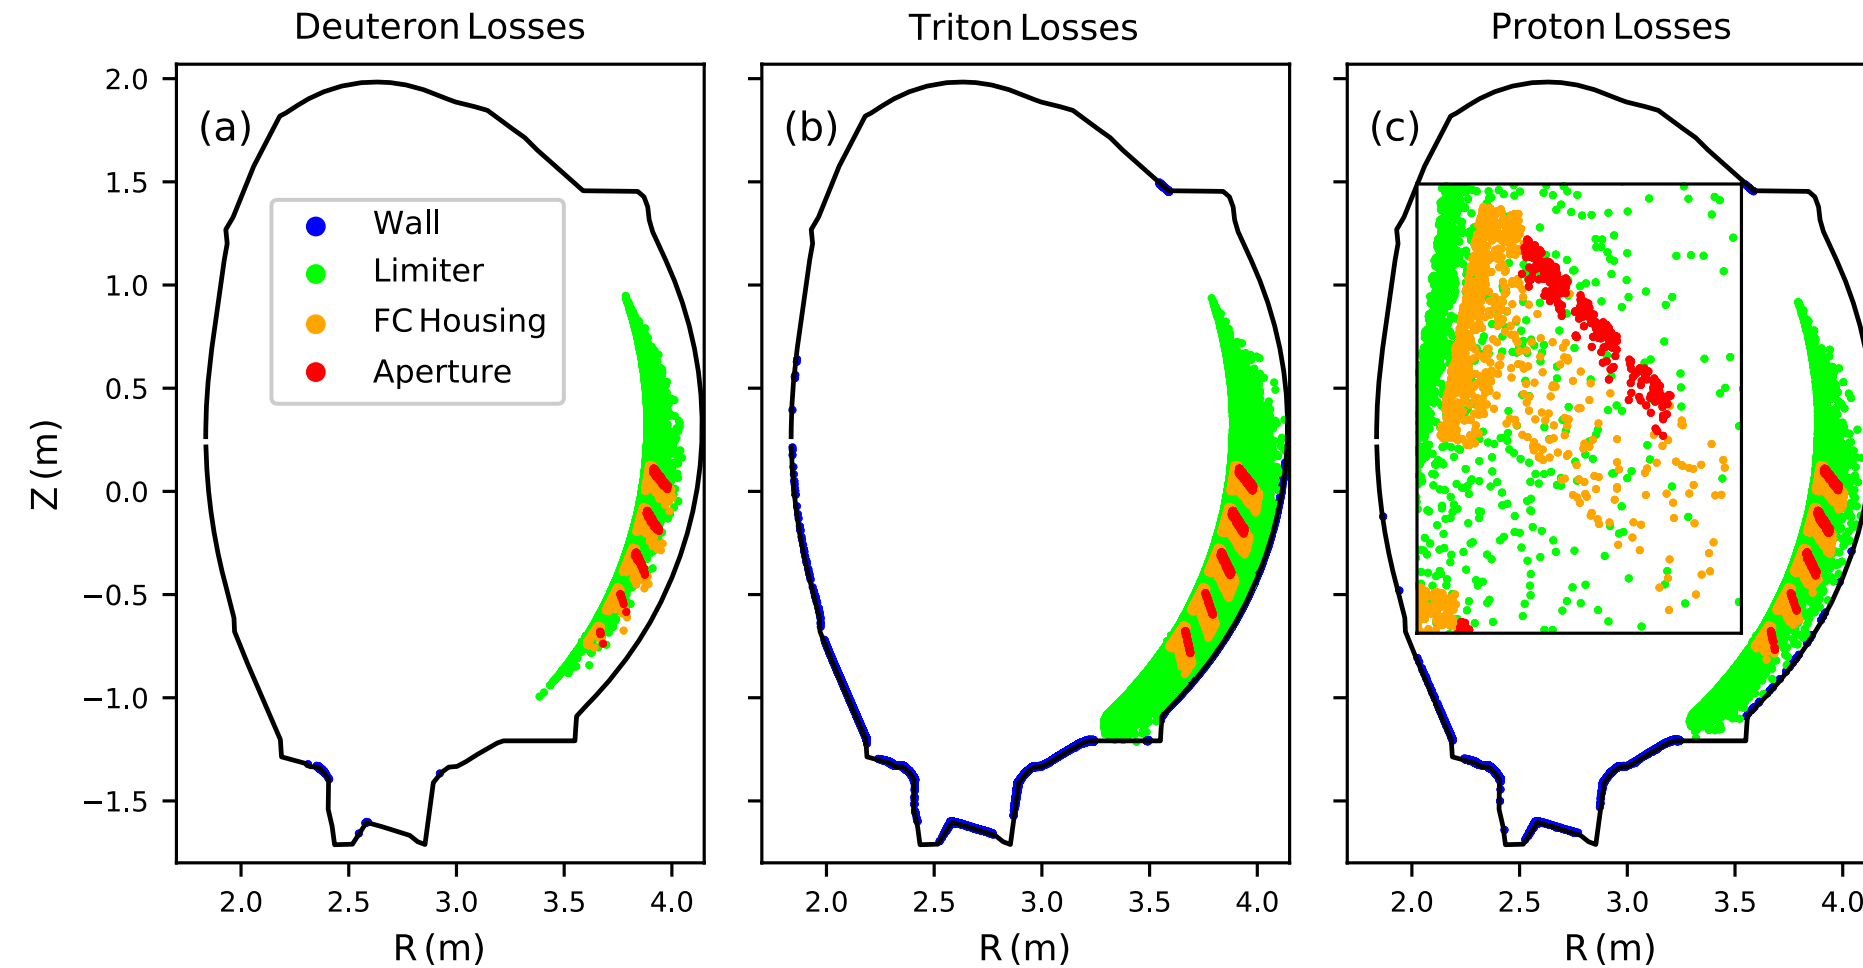 Deuteron Losses
Triton Losses
Proton Losses
(a)
(b)
(c)
Wall
Limiter
FC Housing
Aperture
Z (m)
2.0
1.5
1.0
0.5
0.0
−0.5
−1.0
−1.5
2.0 2.5 3.0 3.5 4.0
2.0 2.5 3.0 3.5 4.0
2.0 2.5 3.0 3.5 4.0
R (m)
R (m)
R (m)